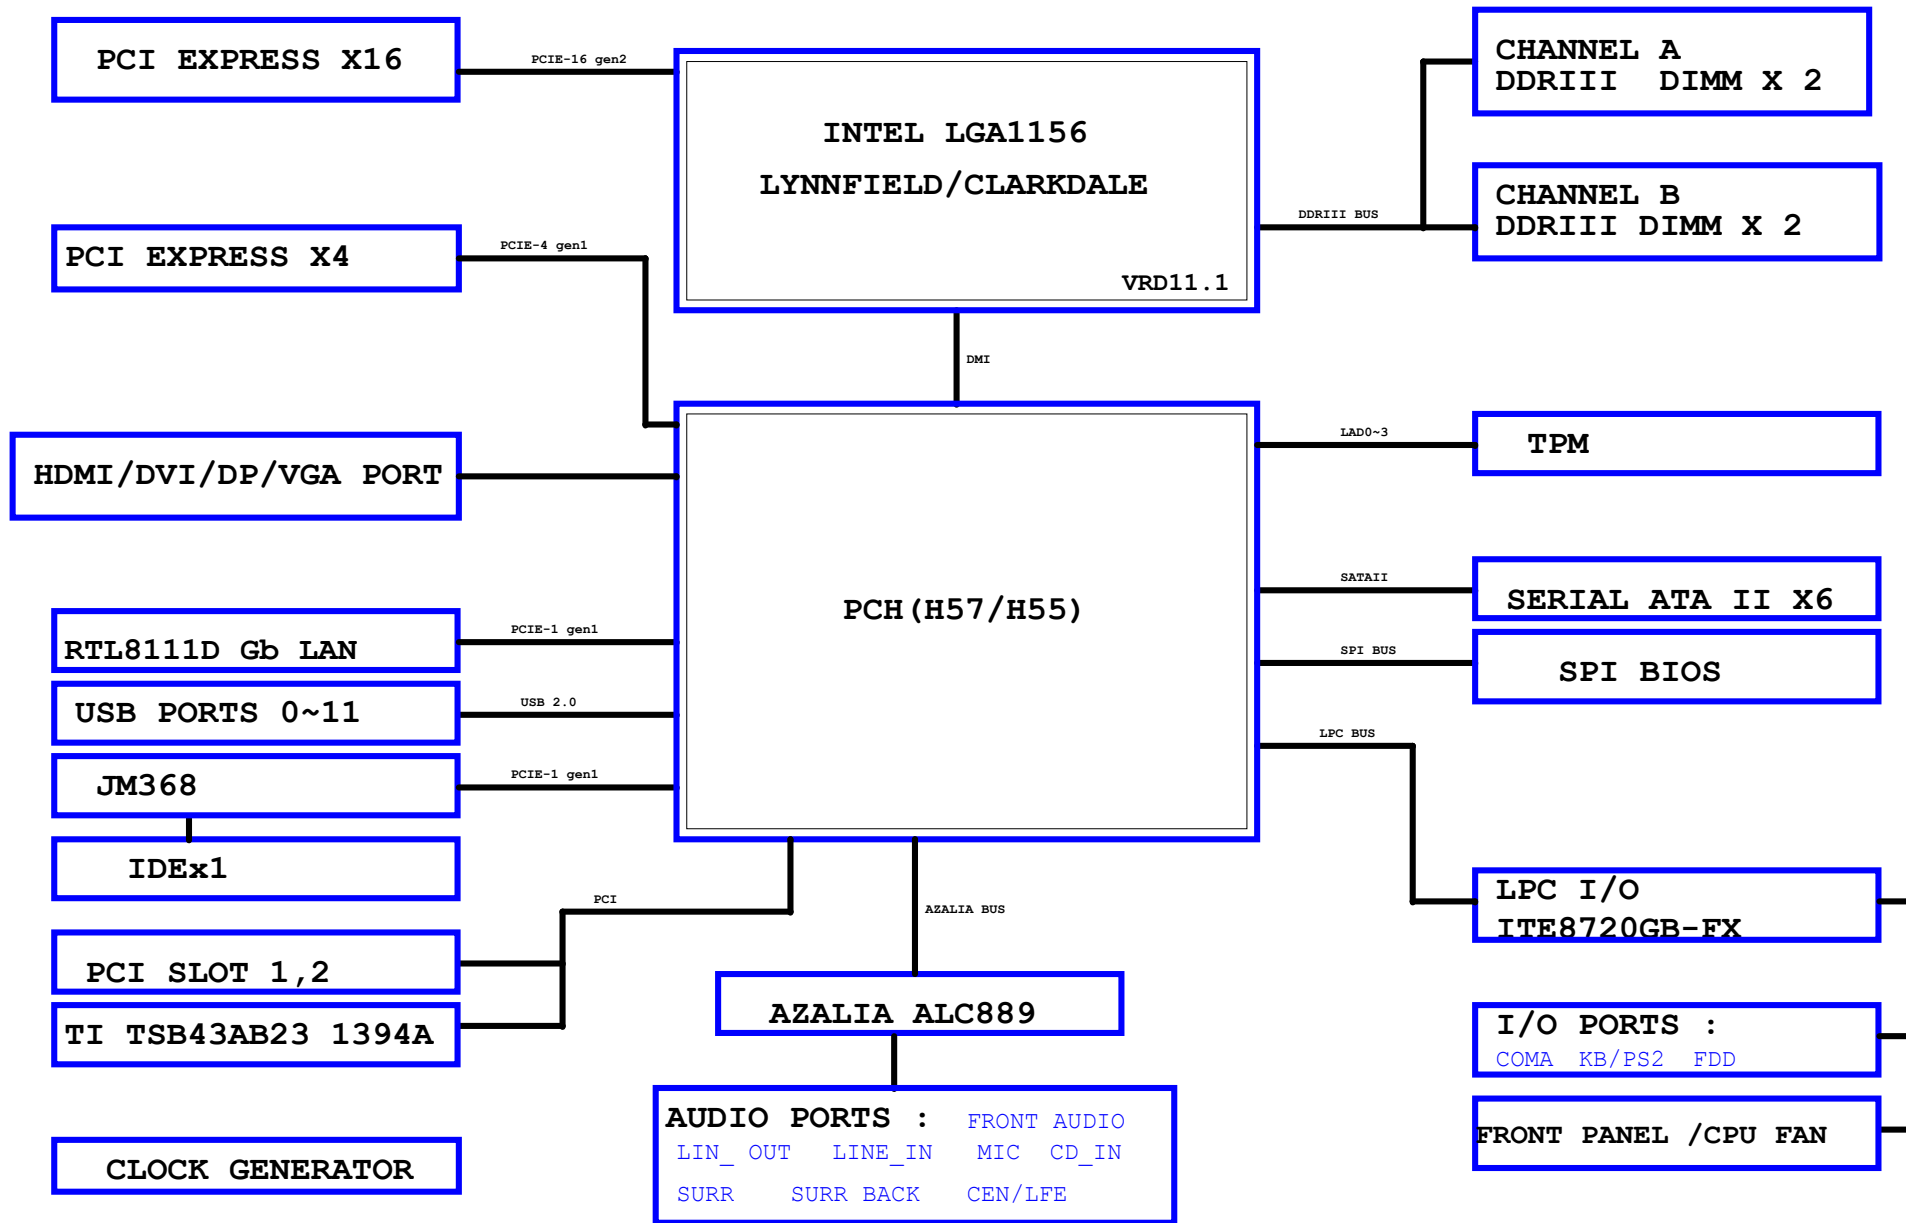 PCI EXPRESS X16
PCIE-16 gen2
INTEL LGA1156
LYNNFIELD/CLARKDALE
VRD11.1
CHANNEL A
DDRIII DIMM X 2
DDRIII BUS
CHANNEL B
DDRIII DIMM X 2
PCI EXPRESS X4
PCIE-4 gen1
DMI
HDMI/DVI/DP/VGA PORT
PCH(H57/H55)
LAD0~3
TPM
SATAII
SERIAL ATA II X6
SPI BUS
SPI BIOS
LPC BUS
LPC I/O
ITE8720GB-FX
RTL8111D Gb LAN
PCIE-1 gen1
USB PORTS 0~11
USB 2.0
JM368
PCIE-1 gen1
IDEx1
PCI
PCI SLOT 1,2
TI TSB43AB23 1394A
AZALIA BUS
AZALIA ALC889
AUDIO PORTS : FRONT AUDIO
LIN_ OUT LINE_IN MIC CD_IN
SURR SURR BACK CEN/LFE
I/O PORTS :
COMA KB/PS2 FDD
FRONT PANEL /CPU FAN
CLOCK GENERATOR